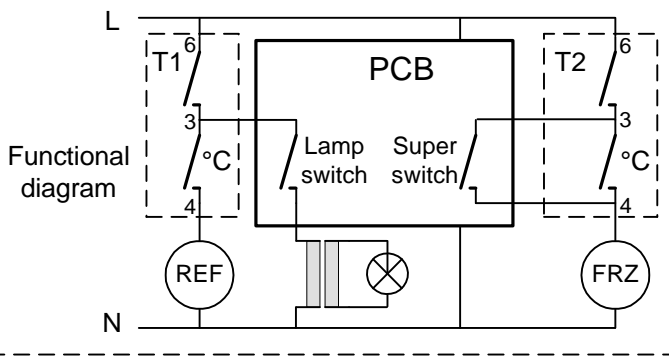 L
6
T1
PCB
T2
6
3
3
Functional
diagram
°C
Lamp
switch
Super
switch
°C
4
4
REF
FRZ
N